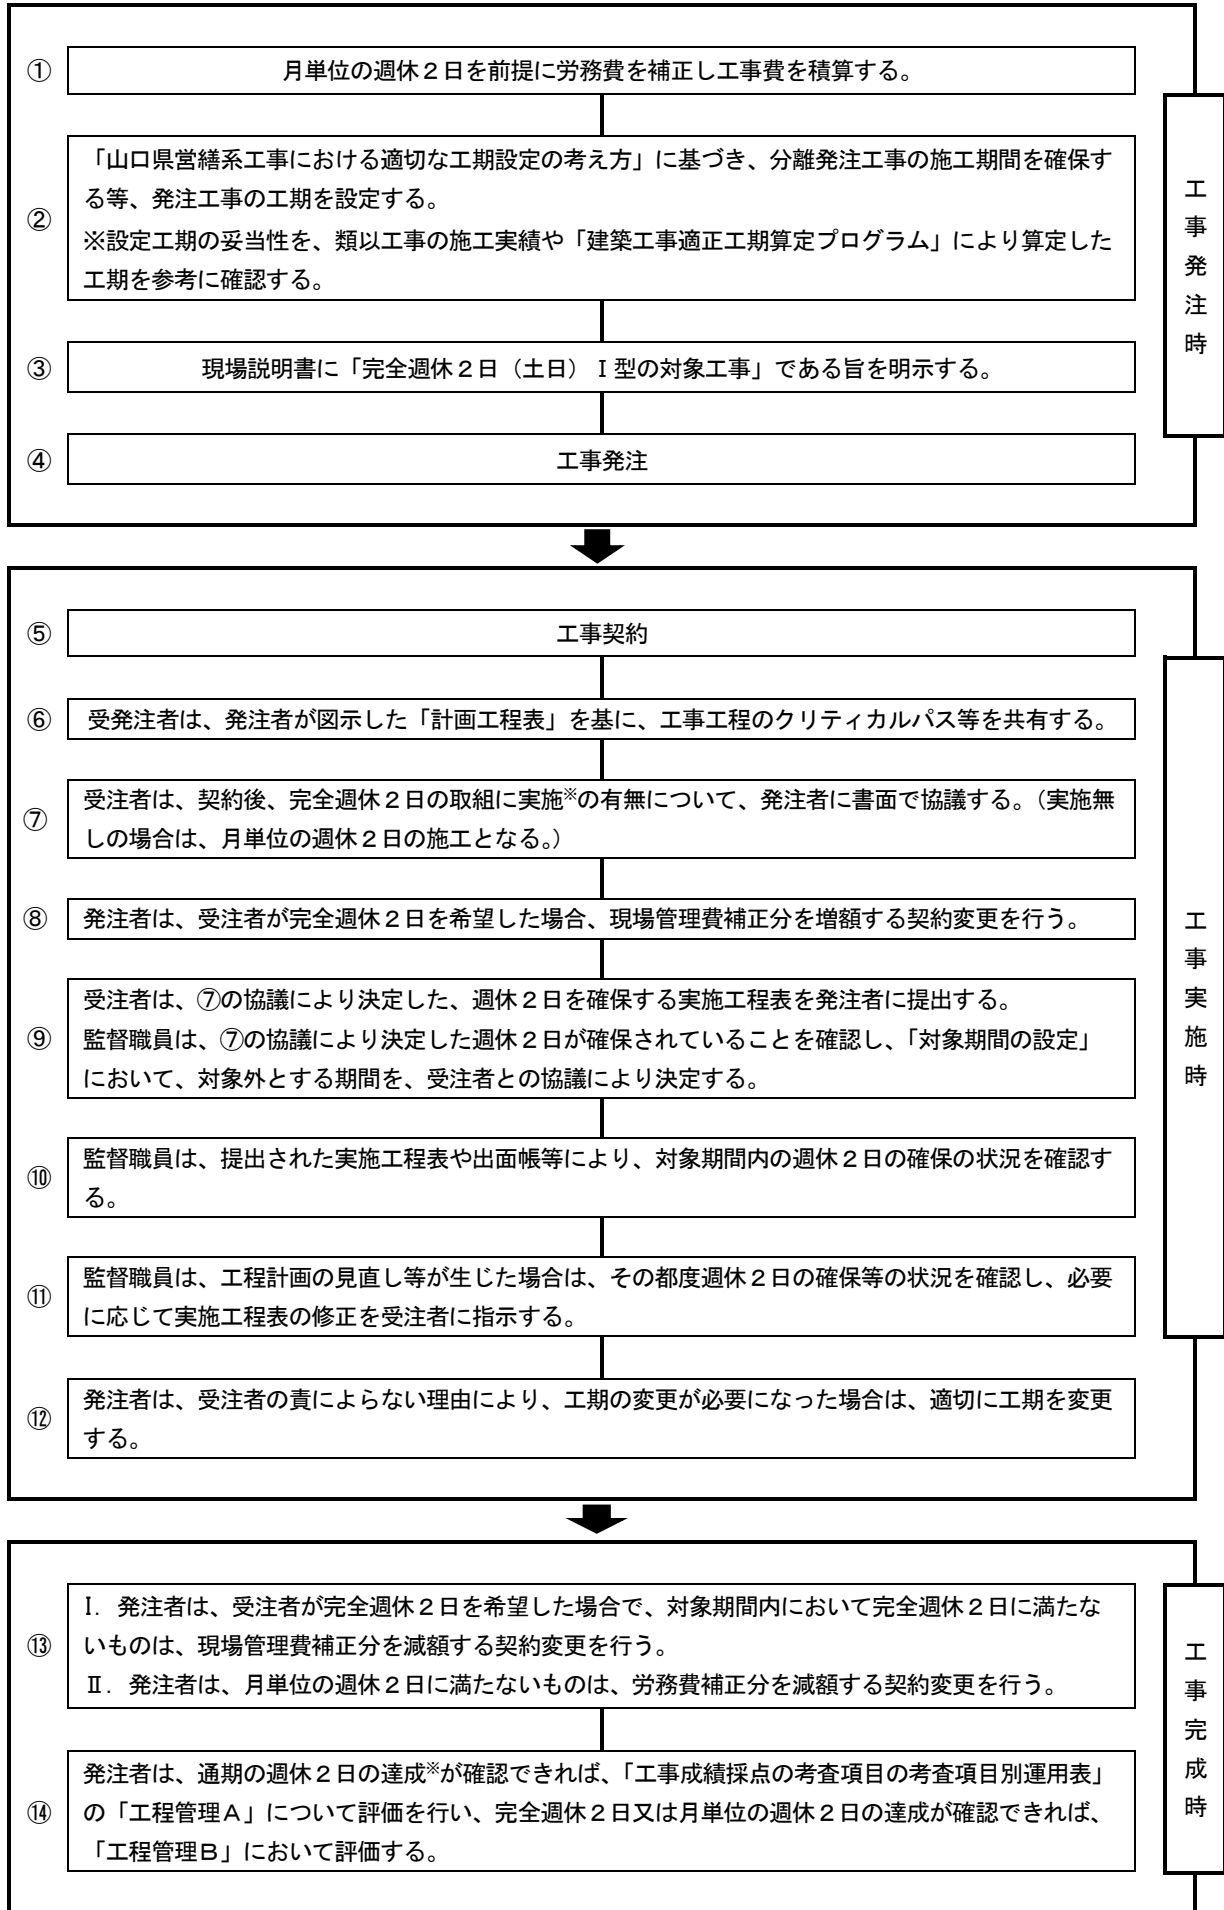 ① 月単位の週休２日を前提に労務費を補正し工事費を積算する。
② 「山口県営繕系工事における適切な工期設定の考え方」に基づき、分離発注工事の施工期間を確保す
る等、発注工事の工期を設定する。
※設定工期の妥当性を、類以工事の施工実績や「建築工事適正工期算定プログラム」により算定した
工期を参考に確認する。
③ 現場説明書に「完全週休２日（土日）Ⅰ型の対象工事」である旨を明示する。
④ 工事発注
工事発注時
⑤ 工事契約
⑥ 受発注者は、発注者が図示した「計画工程表」を基に、工事工程のクリティカルパス等を共有する。
⑦ 受注者は、契約後、完全週休２日の取組に実施※の有無について、発注者に書面で協議する。（実施無
しの場合は、月単位の週休２日の施工となる。）
⑧ 発注者は、受注者が完全週休２日を希望した場合、現場管理費補正分を増額する契約変更を行う。
⑨ 受注者は、⑦の協議により決定した、週休２日を確保する実施工程表を発注者に提出する。
監督職員は、⑦の協議により決定した週休２日が確保されていることを確認し、「対象期間の設定」
において、対象外とする期間を、受注者との協議により決定する。
⑩ 監督職員は、提出された実施工程表や出面帳等により、対象期間内の週休２日の確保の状況を確認す
る。
⑪ 監督職員は、工程計画の見直し等が生じた場合は、その都度週休２日の確保等の状況を確認し、必要
に応じて実施工程表の修正を受注者に指示する。
⑫ 発注者は、受注者の責によらない理由により、工期の変更が必要になった場合は、適切に工期を変更
する。
工事実施時
⑬ Ⅰ．発注者は、受注者が完全週休２日を希望した場合で、対象期間内において完全週休２日に満たな
いものは、現場管理費補正分を減額する契約変更を行う。
Ⅱ．発注者は、月単位の週休２日に満たないものは、労務費補正分を減額する契約変更を行う。
⑭ 発注者は、通期の週休２日の達成※が確認できれば、「工事成績採点の考査項目の考査項目別運用表」
の「工程管理Ａ」について評価を行い、完全週休２日又は月単位の週休２日の達成が確認できれば、
「工程管理Ｂ」において評価する。
工事完成時